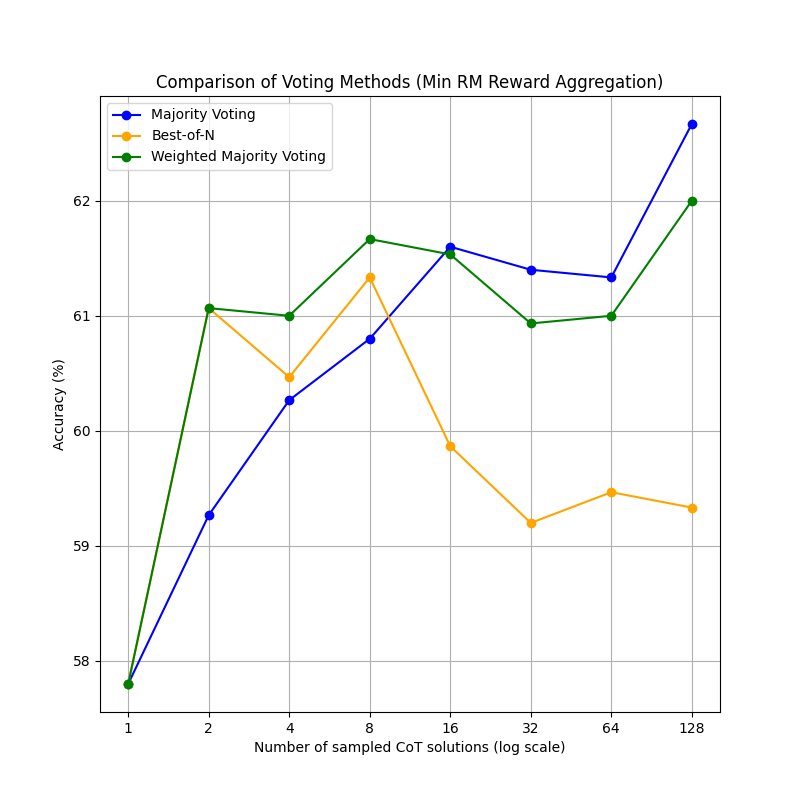 Comparison of Voting Methods (Min RM Reward Aggregation)
Majority Voting
Best-of-N
Weighted Majority Voting
62
61
60
59
58
Accuracy (%)
1 2 4 8 16 32 64 128
Number of sampled CoT solutions (log scale)